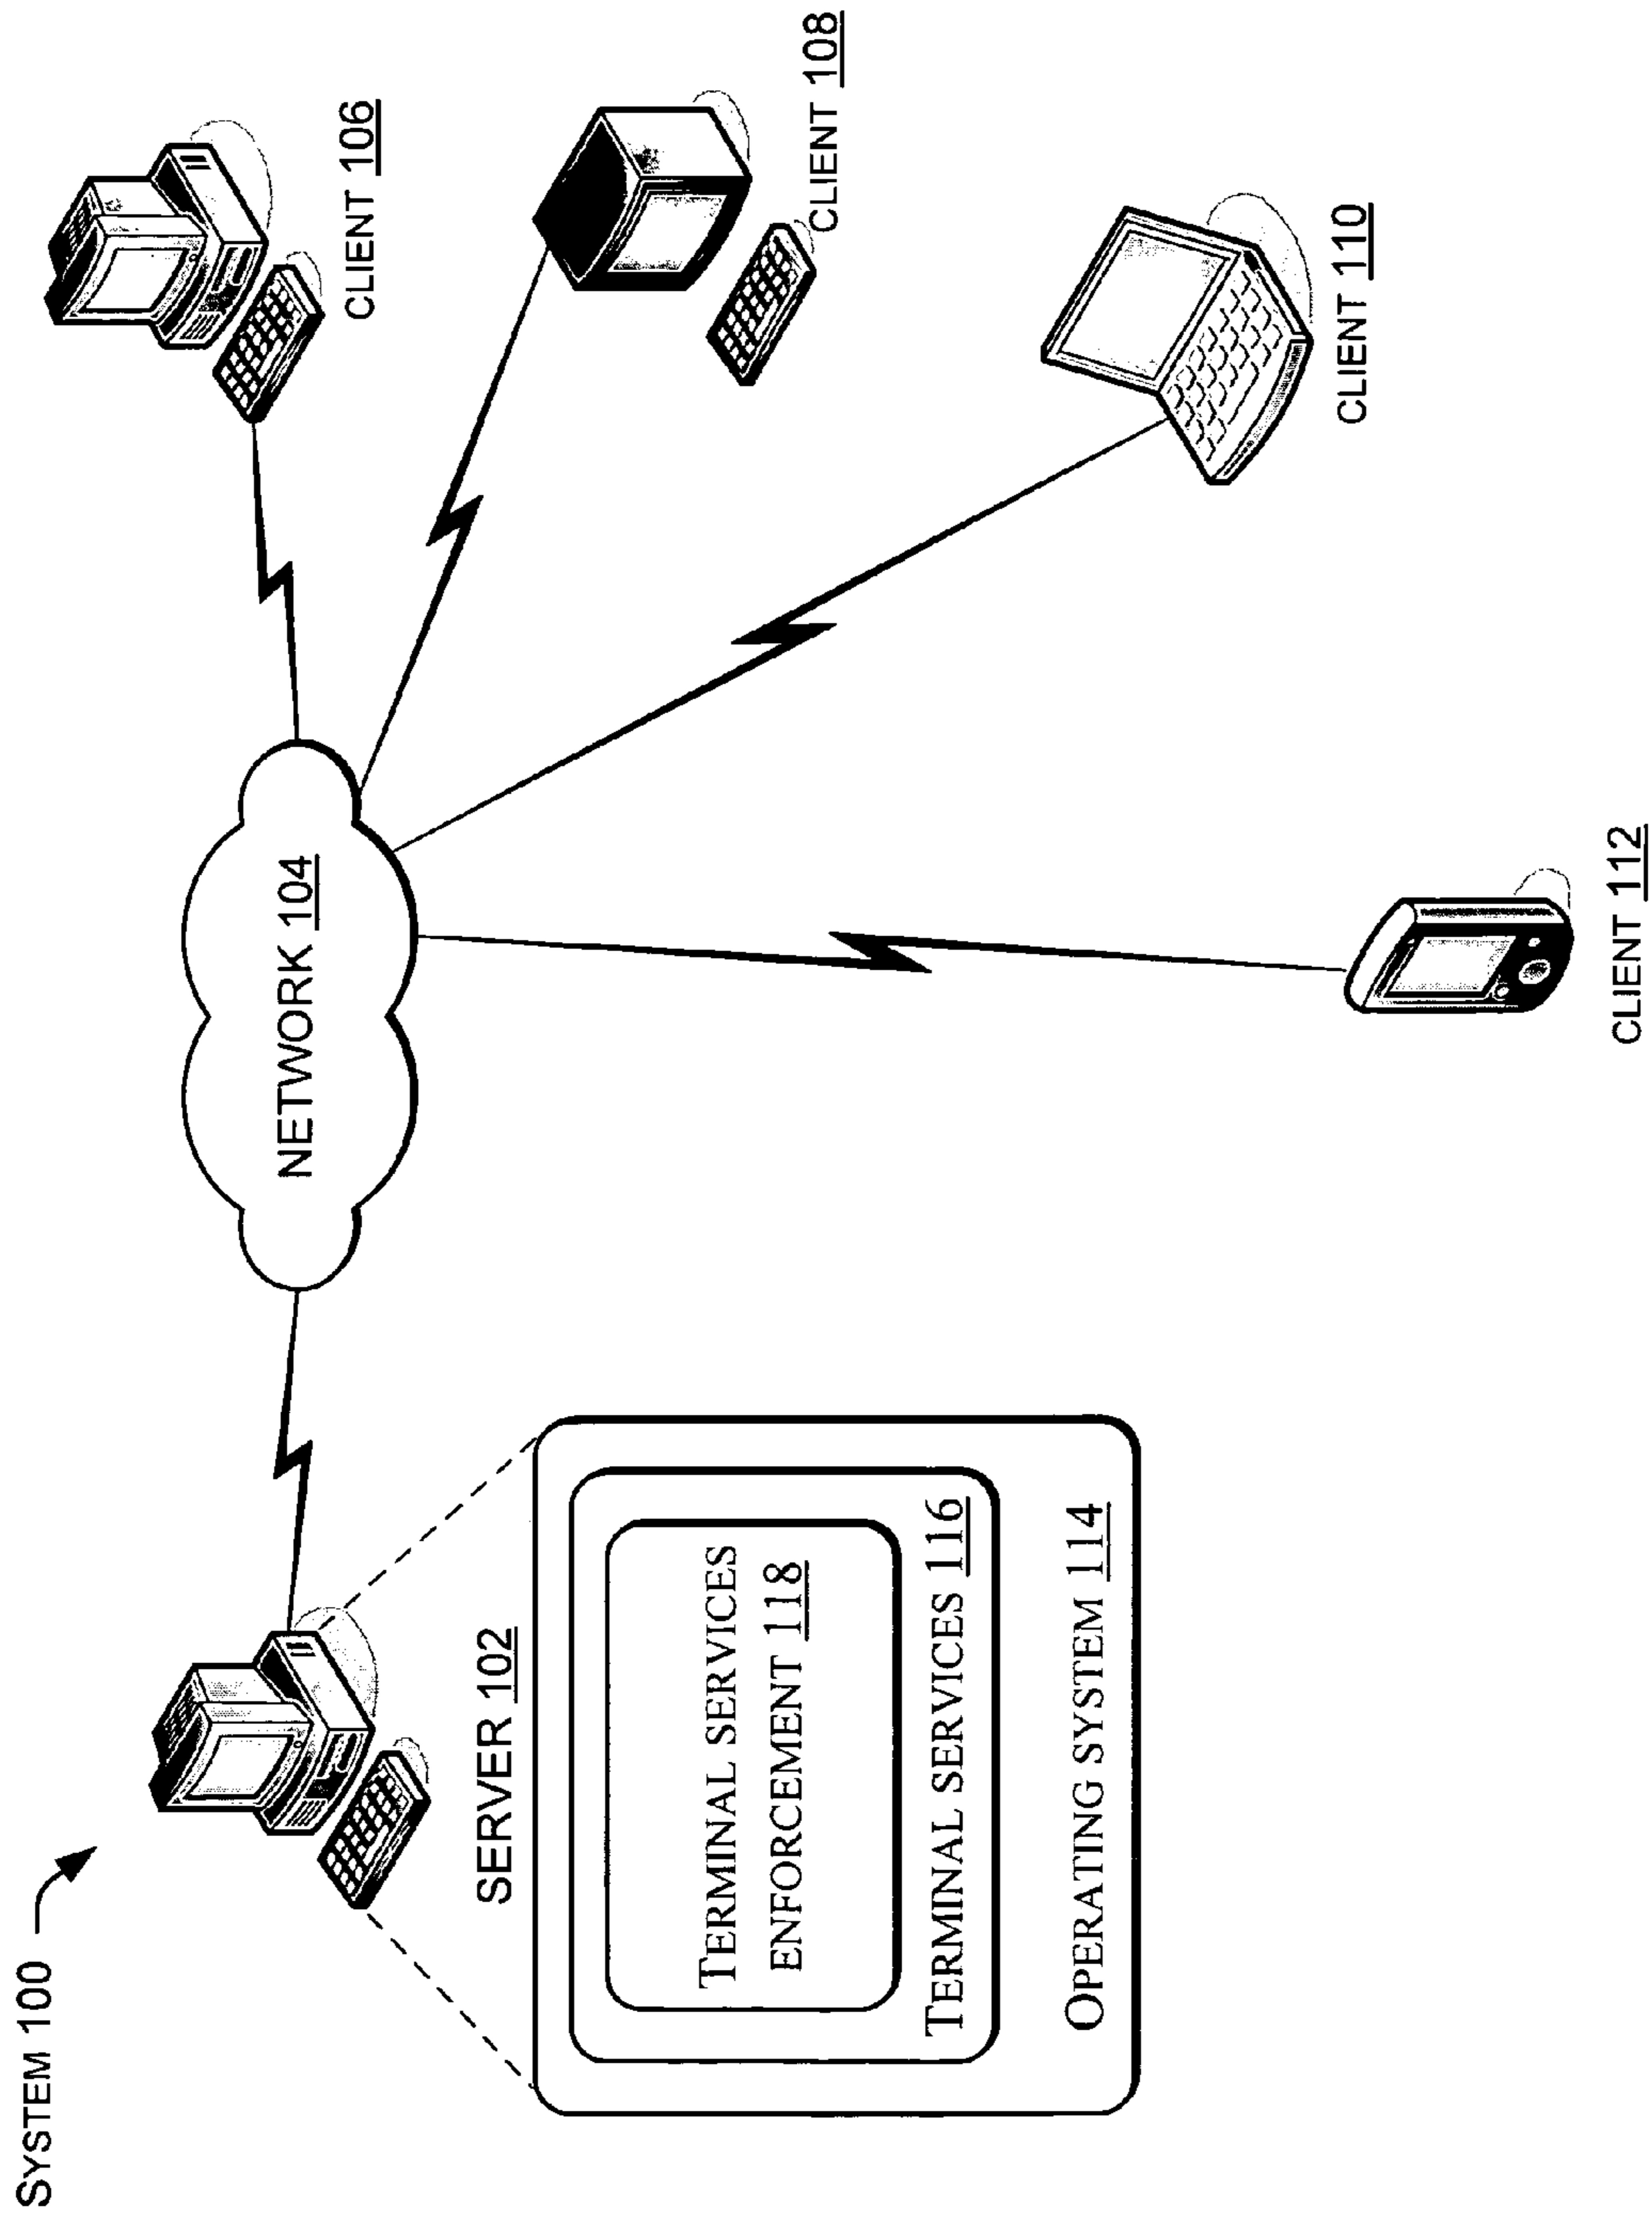 SYSTEM 100
SERVER 102
TERMINAL SERVICES
ENFORCEMENT 118
TERMINAL SERVICES 116
OPERATING SYSTEM 114
NETWORK 104
CLIENT 106
CLIENT 108
CLIENT 110
CLIENT 112